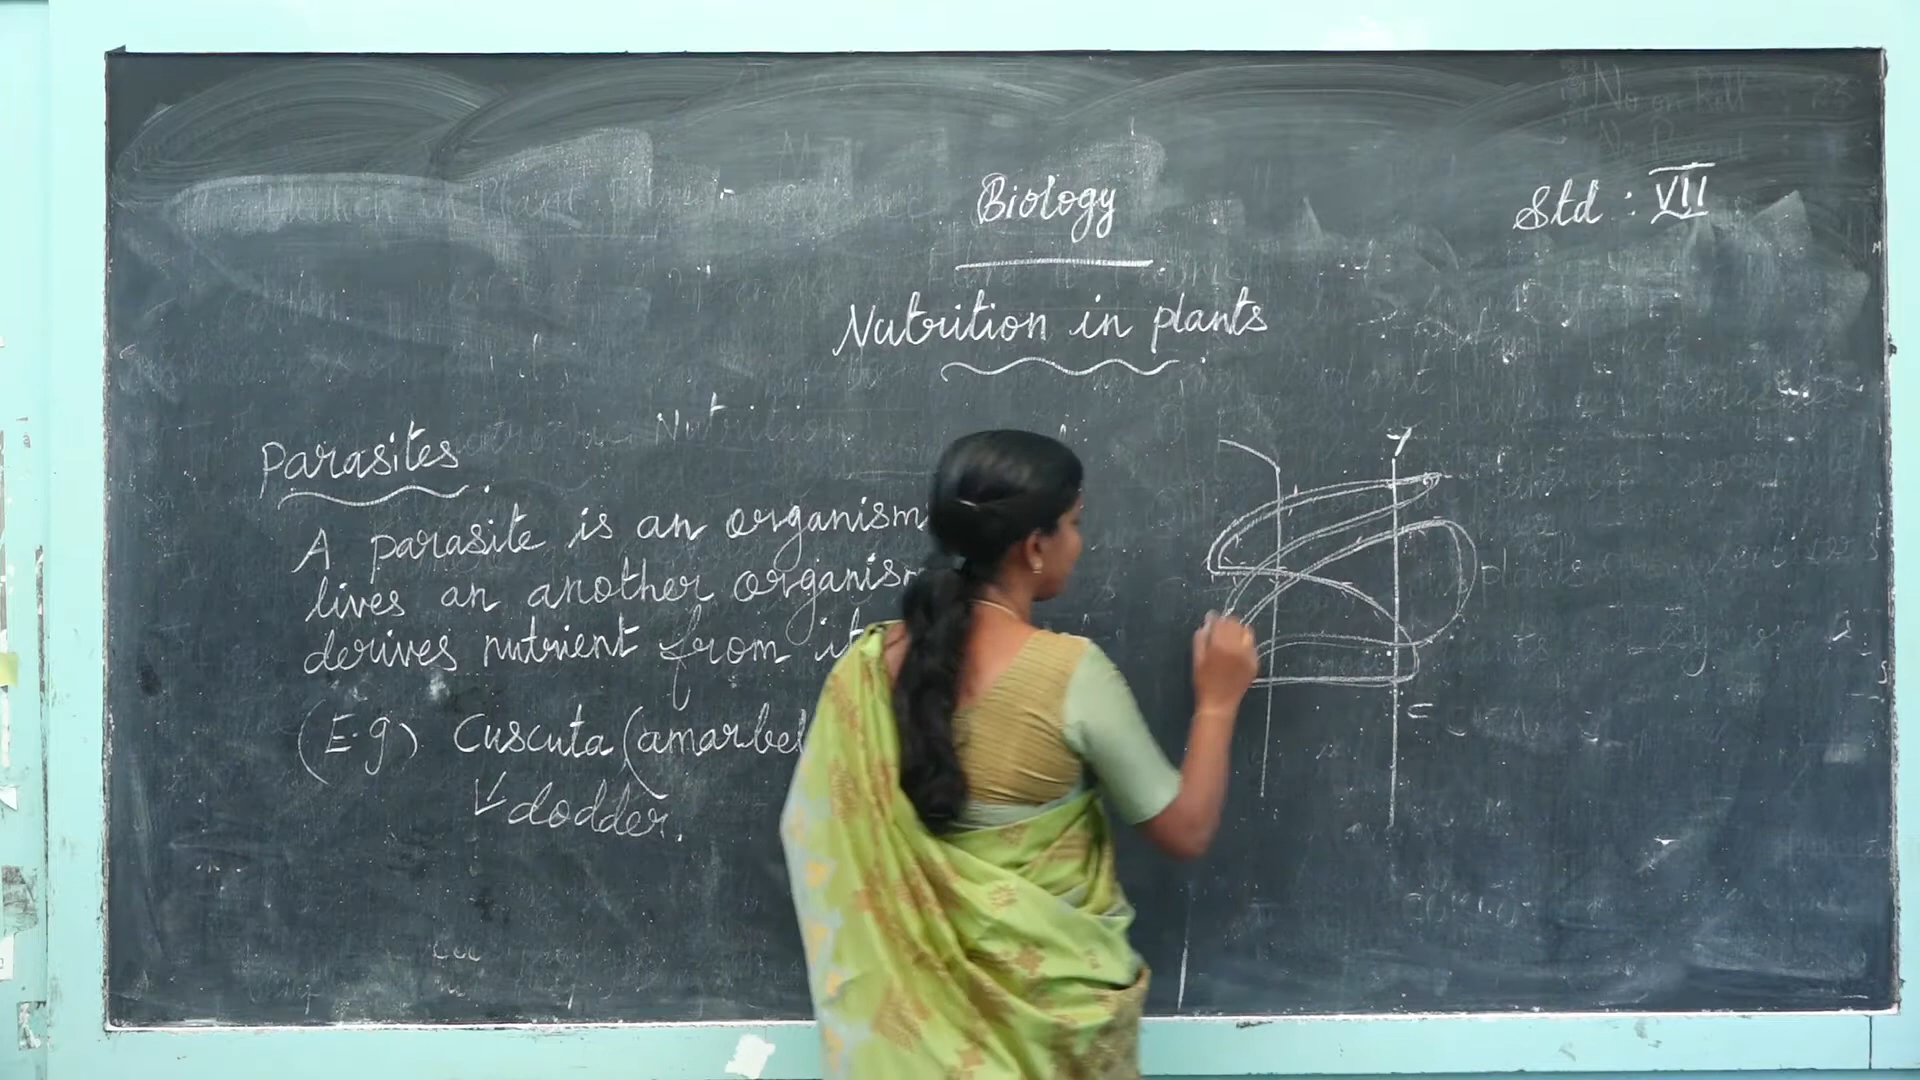 Biology
Std : VII
Nutrition in plants
Parasites
A parasite is an organism
lives an another organism
derives nutrient from it
(E.g) Cuscuta (amarbel
dodder.